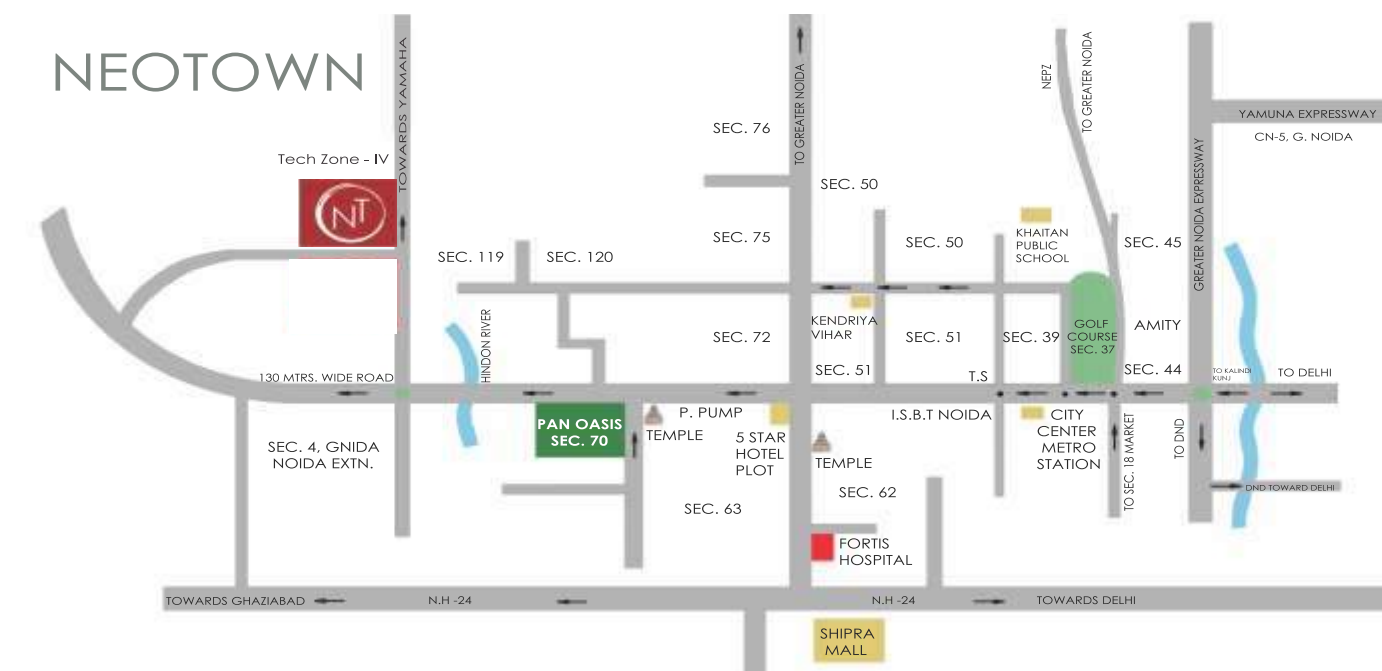 NEOTOWN
TOWARDS YAMAHA
Tech Zone - IV
NT
TO GREATER NOIDA
NEPZ
TO GREATER NOIDA
YAMUNA EXPRESSWAY
CN-5, G. NOIDA
GREATER NOIDA EXPRESSWAY
SEC. 76
SEC. 50
SEC. 75
SEC. 50
KHAITAN
PUBLIC
SCHOOL
SEC. 45
SEC. 119
SEC. 120
HINDON RIVER
SEC. 72
KENDRIYA
VIHAR
SEC. 51
SEC. 51
SEC. 39
GOLF
COURSE
SEC. 37
AMITY
SEC. 44
T.S
TO KALINDI
KUNJ
TO DELHI
130 MTRS. WIDE ROAD
SEC. 4, GNIDA
NOIDA EXTN.
PAN OASIS
SEC. 70
TEMPLE
P. PUMP
5 STAR
HOTEL
PLOT
TEMPLE
I.S.B.T NOIDA
CITY
CENTER
METRO
STATION
TO SEC. 18 MARKET
TO DND
DND TOWARD DELHI
SEC. 62
SEC. 63
FORTIS
HOSPITAL
TOWARDS GHAZIABAD
N.H -24
N.H -24
TOWARDS DELHI
SHIPRA
MALL